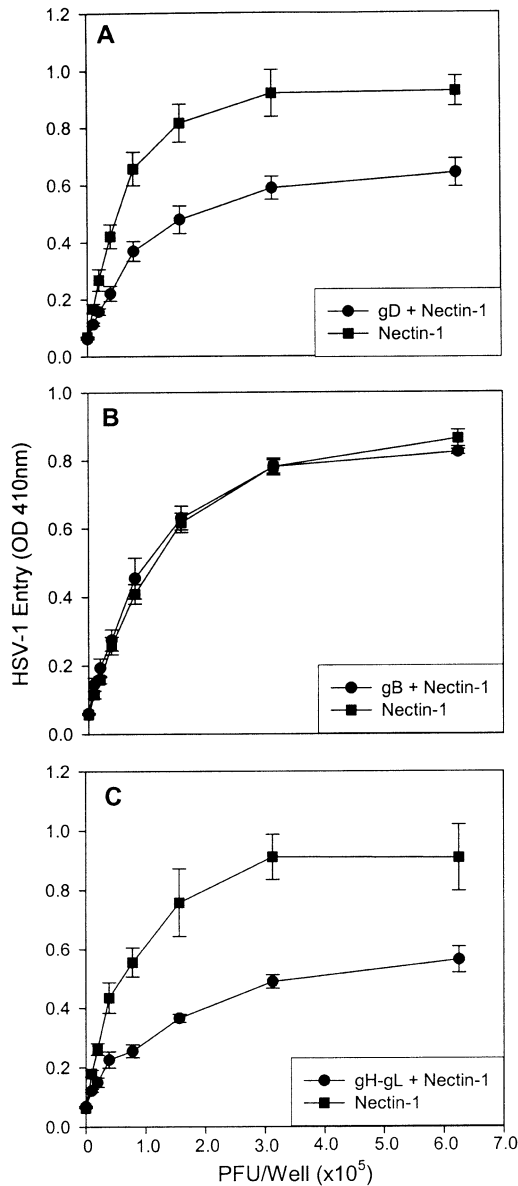 1.2
A
1.0
0.8
0.6
0.4
0.2
0.0
gD + Nectin-1
Nectin-1
HSV-1 Entry (OD 410nm)
1.0
B
0.8
0.6
0.4
0.2
0.0
gB + Nectin-1
Nectin-1
1.2
C
1.0
0.8
0.6
0.4
0.2
0.0
gH-gL + Nectin-1
Nectin-1
0 1.0 2.0 3.0 4.0 5.0 6.0 7.0
PFU/Well (x10⁵)